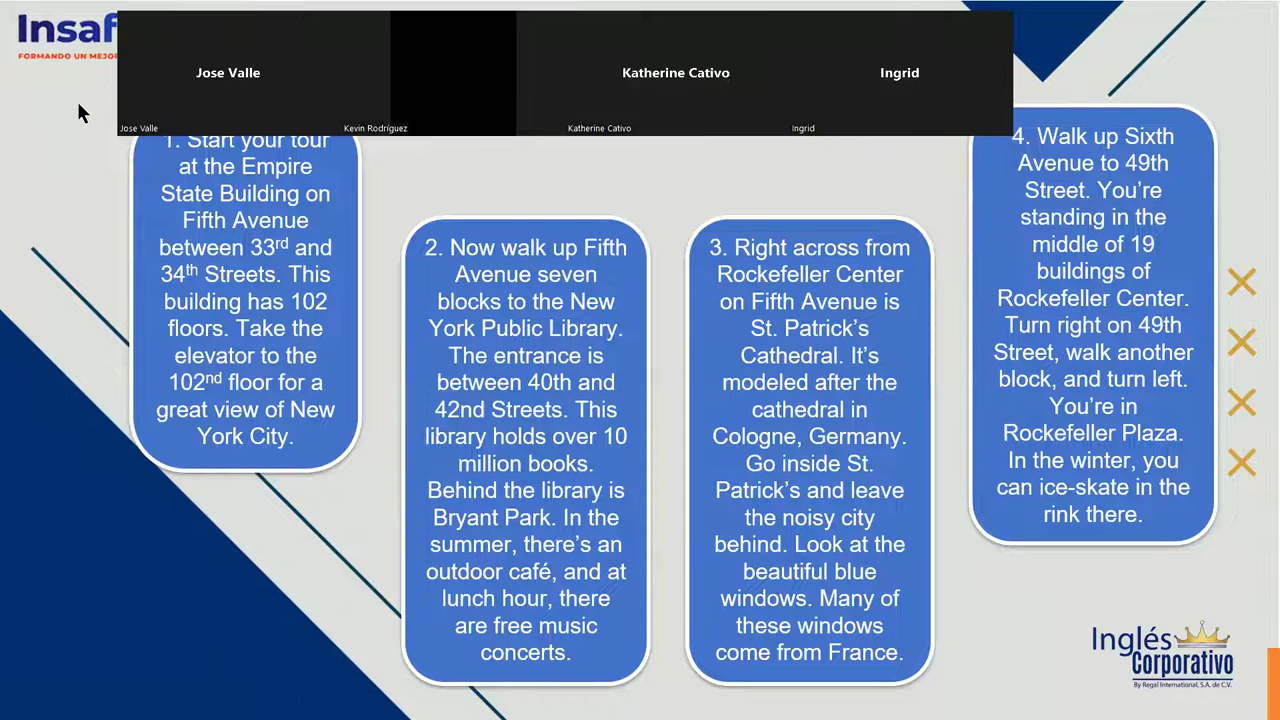 Insaf
FORMANDO UN MEJOR
Jose Valle
Katherine Cativo
Ingrid
Jose Valle
Kevin Rodríguez
Katherine Cativo
Ingrid
1. Start your tour
at the Empire
State Building on
Fifth Avenue
between 33rd and
34th Streets. This
building has 102
floors. Take the
elevator to the
102nd floor for a
great view of New
York City.
2. Now walk up Fifth
Avenue seven
blocks to the New
York Public Library.
The entrance is
between 40th and
42nd Streets. This
library holds over 10
million books.
Behind the library is
Bryant Park. In the
summer, there’s an
outdoor café, and at
lunch hour, there
are free music
concerts.
3. Right across from
Rockefeller Center
on Fifth Avenue is
St. Patrick’s
Cathedral. It’s
modeled after the
cathedral in
Cologne, Germany.
Go inside St.
Patrick’s and leave
the noisy city
behind. Look at the
beautiful blue
windows. Many of
these windows
come from France.
4. Walk up Sixth
Avenue to 49th
Street. You’re
standing in the
middle of 19
buildings of
Rockefeller Center.
Turn right on 49th
Street, walk another
block, and turn left.
You’re in
Rockefeller Plaza.
In the winter, you
can ice-skate in the
rink there.
Inglés
Corporativo
By Regal International, S.A. de C.V.